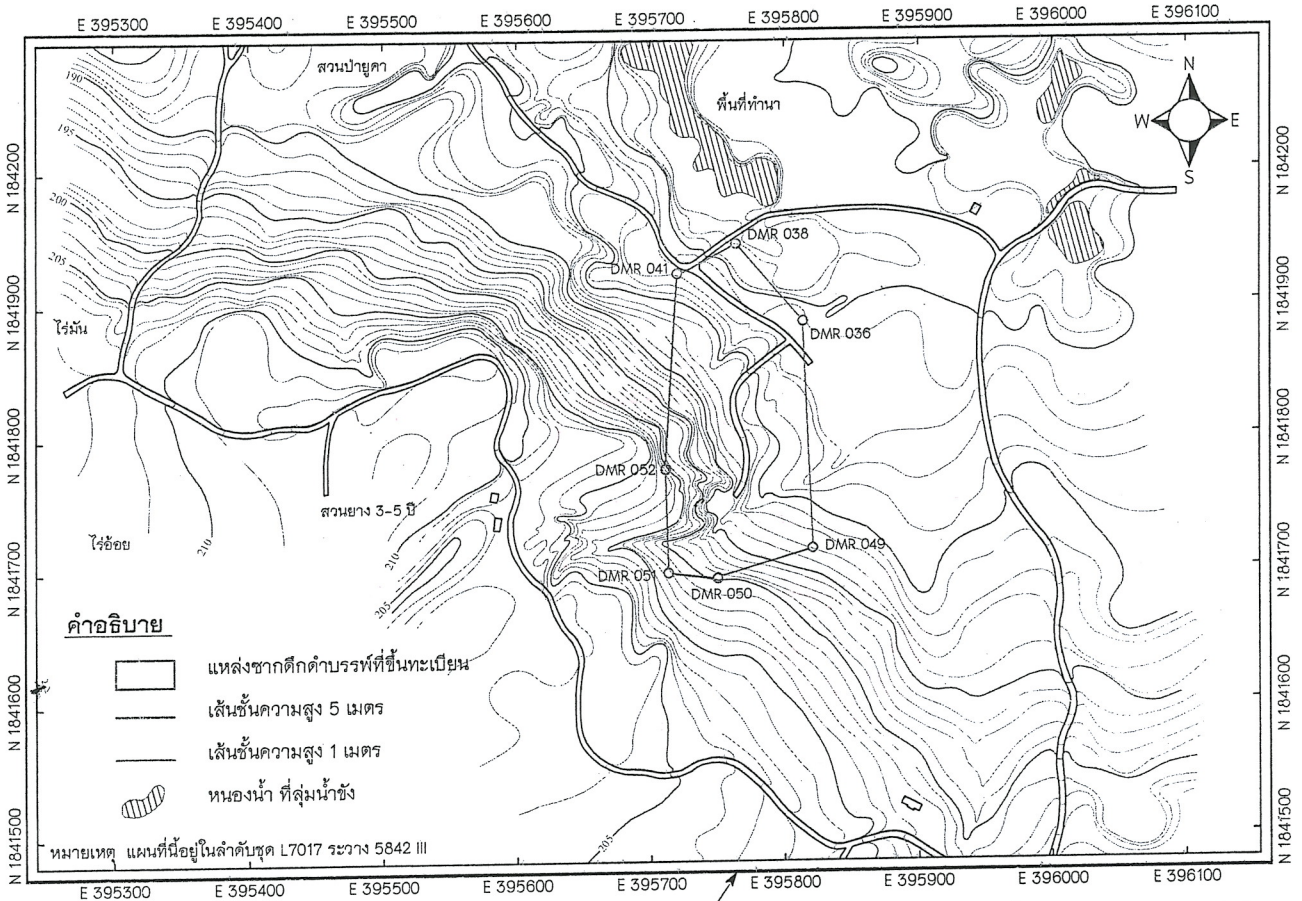 E 395300 E 395400 E 395500 E 395600 E 395700 E 395800 E 395900 E 396000 E 396100
190
สวนป่ายูคา
พื้นที่ทำนา
N
W E
S
195
N 1842000
N 1842000
200
205
DMR 038
DMR 041
N 1841900
N 1841900
ไร่มัน
DMR 036
N 1841800
N 1841800
DMR 052
สวนยาง 3-5 ปี
ไร่อ้อย
210
210
DMR 049
N 1841700
N 1841700
DMR 051
DMR 050
205
คำอธิบาย
แหล่งซากดึกดำบรรพ์ที่ขึ้นทะเบียน
N 1841600
N 1841600
เส้นชั้นความสูง 5 เมตร
เส้นชั้นความสูง 1 เมตร
หนองน้ำ ที่ลุ่มน้ำขัง
N 1841500
N 1841500
205
หมายเหตุ แผนที่นี้อยู่ในลำดับชุด L7017 ระวาง 5842 III
E 395300 E 395400 E 395500 E 395600 E 395700 E 395800 E 395900 E 396000 E 396100